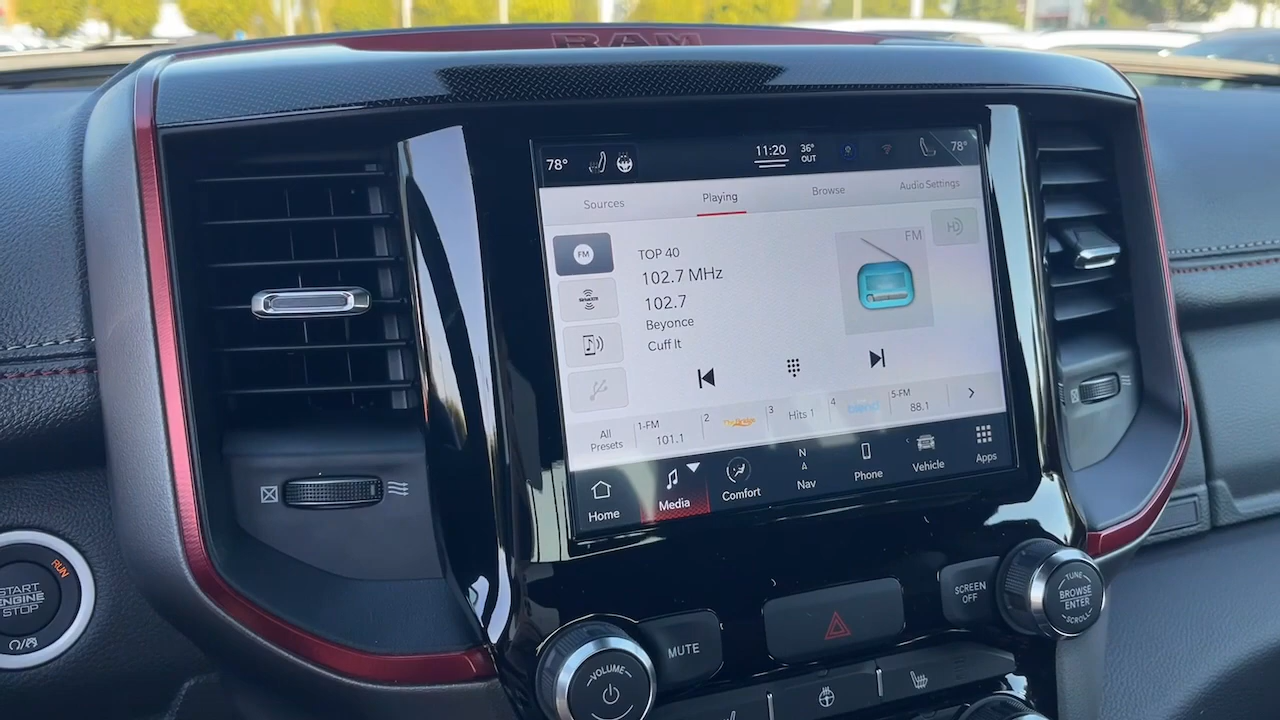 RAM
78°
11:20
36°
OUT
78°
Sources
Playing
Browse
Audio Settings
FM
SiriusXM
TOP 40
102.7 MHz
102.7
Beyonce
Cuff It
FM
HD
All
Presets
1-FM
101.1
2
3
Hits 1
4
5-FM
88.1
Home
Media
Comfort
N
Nav
Phone
Vehicle
Apps
START
ENGINE
STOP
RUN
VOLUME
MUTE
SCREEN
OFF
TUNE
BROWSE
ENTER
SCROLL